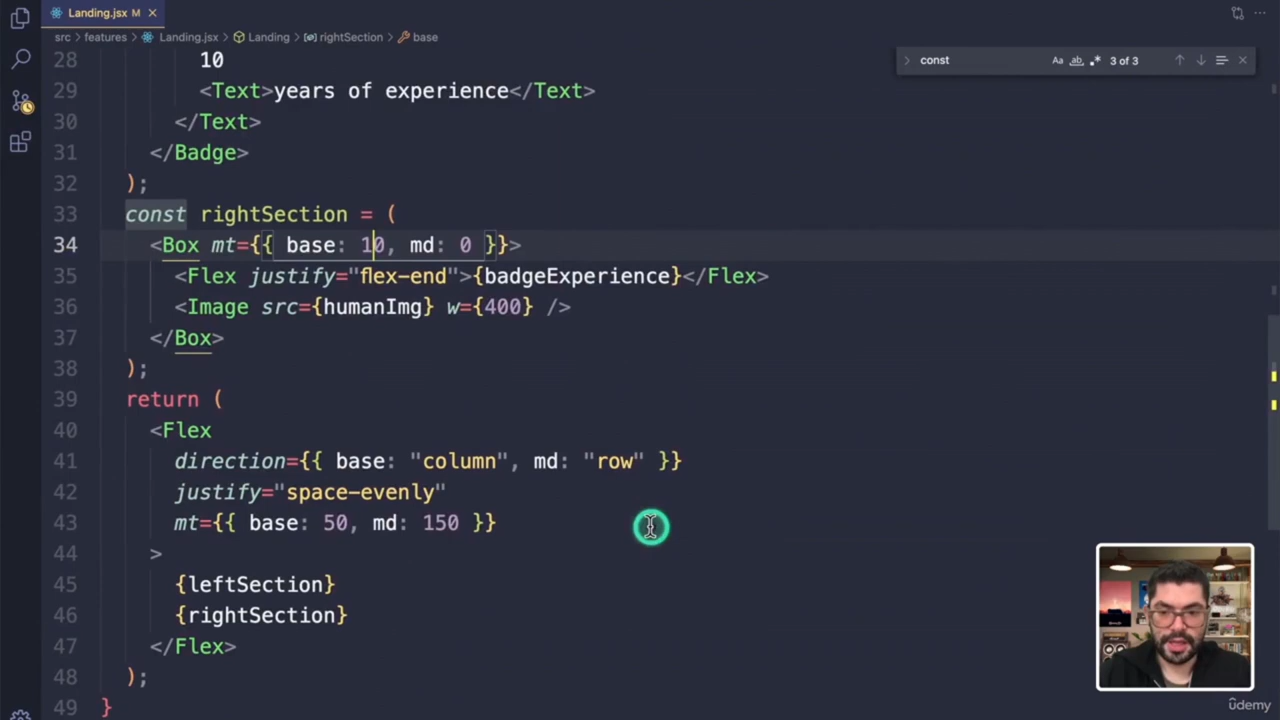 Landing.jsx M
src > features > Landing.jsx > Landing > rightSection > base
const
Aa ab .* 3 of 3
28 10
29 <Text>years of experience</Text>
30 </Text>
31 </Badge>
32 );
33 const rightSection = (
34 <Box mt={{ base: 10, md: 0 }}>
35 <Flex justify="flex-end">{badgeExperience}</Flex>
36 <Image src={humanImg} w={400} />
37 </Box>
38 );
39 return (
40 <Flex
41 direction={{ base: "column", md: "row" }}
42 justify="space-evenly"
43 mt={{ base: 50, md: 150 }}
44 >
45 {leftSection}
46 {rightSection}
47 </Flex>
48 );
49 }
ûdemy